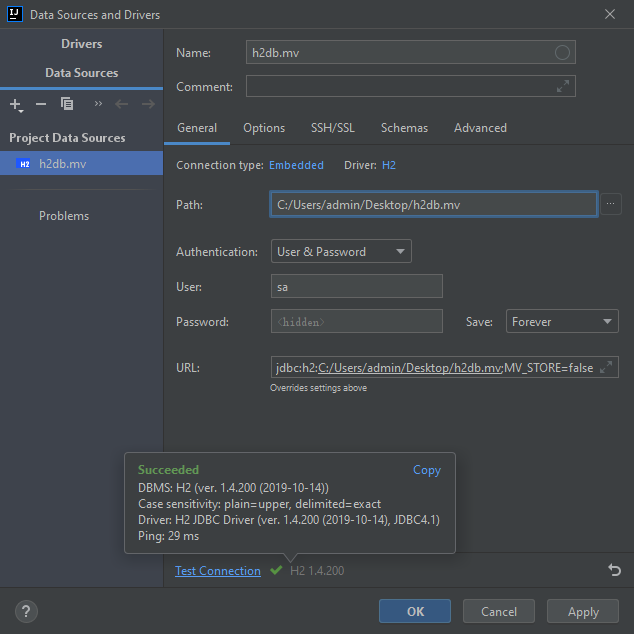 IJ Data Sources and Drivers
Drivers
Data Sources
Project Data Sources
H2 h2db.mv
Problems
Name: h2db.mv
Comment:
General Options SSH/SSL Schemas Advanced
Connection type: Embedded Driver: H2
Path: C:/Users/admin/Desktop/h2db.mv ...
Authentication: User & Password
User: sa
Password: <hidden> Save: Forever
URL: jdbc:h2:C:/Users/admin/Desktop/h2db.mv;MV_STORE=false
Overrides settings above
Succeeded Copy
DBMS: H2 (ver. 1.4.200 (2019-10-14))
Case sensitivity: plain=upper, delimited=exact
Driver: H2 JDBC Driver (ver. 1.4.200 (2019-10-14), JDBC4.1)
Ping: 29 ms
Test Connection H2 1.4.200
? OK Cancel Apply